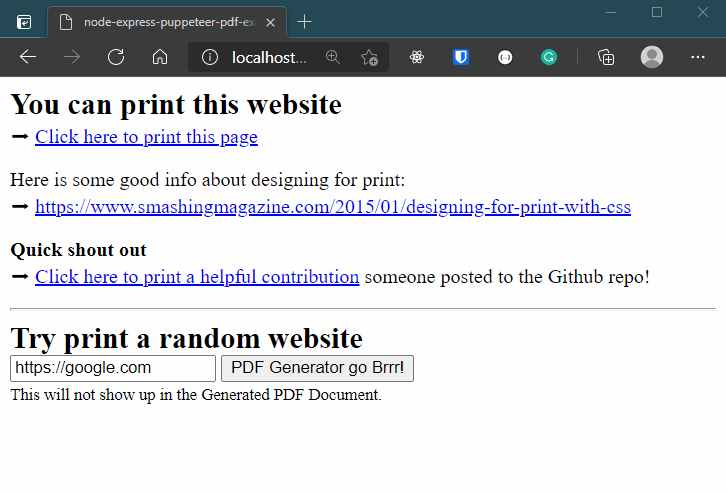 node-express-puppeteer-pdf-exa
localhost...
You can print this website
➞ Click here to print this page
Here is some good info about designing for print:
➞ https://www.smashingmagazine.com/2015/01/designing-for-print-with-css
Quick shout out
➞ Click here to print a helpful contribution someone posted to the Github repo!
Try print a random website
https://google.com PDF Generator go Brrr!
This will not show up in the Generated PDF Document.